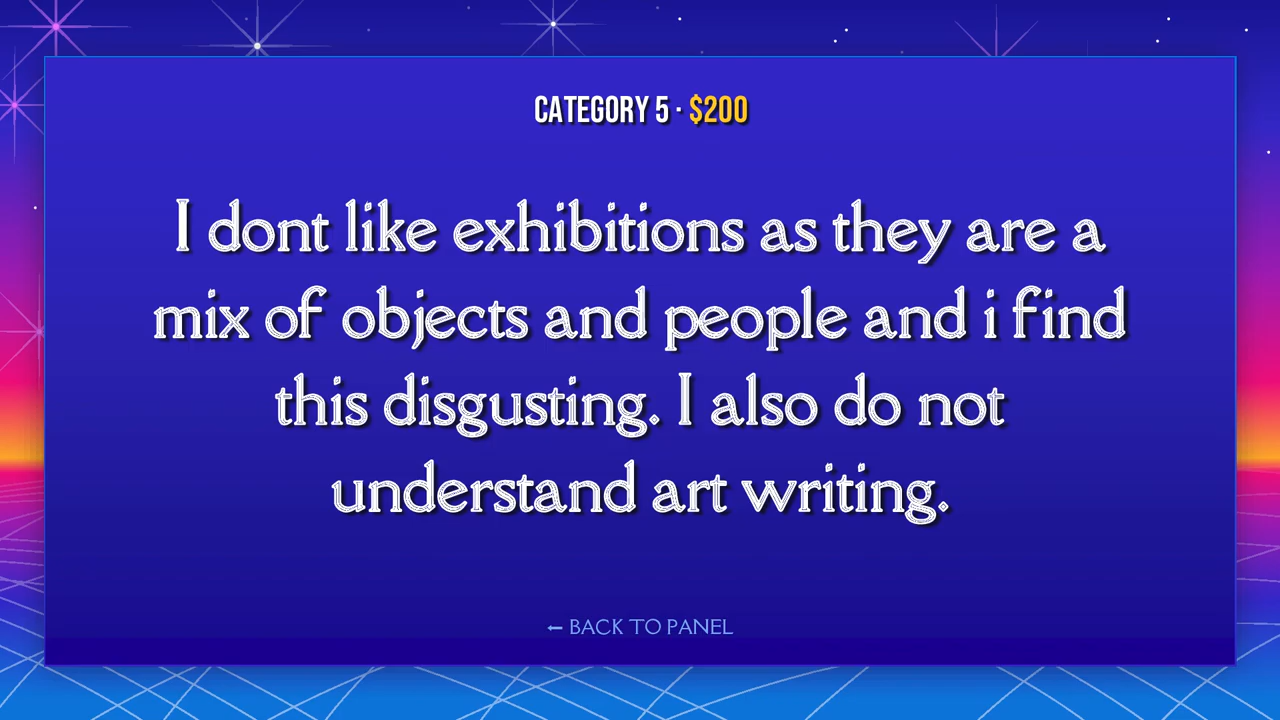 CATEGORY 5 · $200
I dont like exhibitions as they are a
mix of objects and people and i find
this disgusting. I also do not
understand art writing.
← BACK TO PANEL